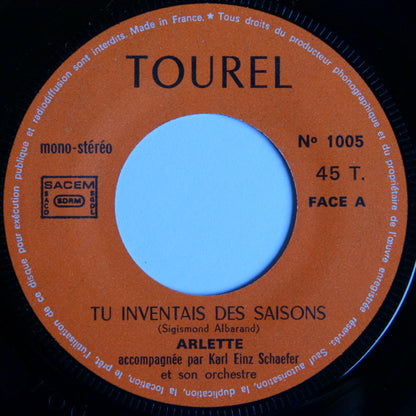 Made in France. * Tous droits du producteur phonographique et du propriétaire de l'œuvre enregistrée réservés. Sauf autorisation, la duplication, la location, le prêt, l'utilisation de ce disque pour exécution publique et radiodiffusion sont interdits.
TOUREL
mono-stéréo
Nº 1005
45 T.
FACE A
SACEM
SACD
SDRM
SGDL
TU INVENTAIS DES SAISONS
(Sigismond Albarand)
ARLETTE
accompagnée par Karl Einz Schaefer
et son orchestre